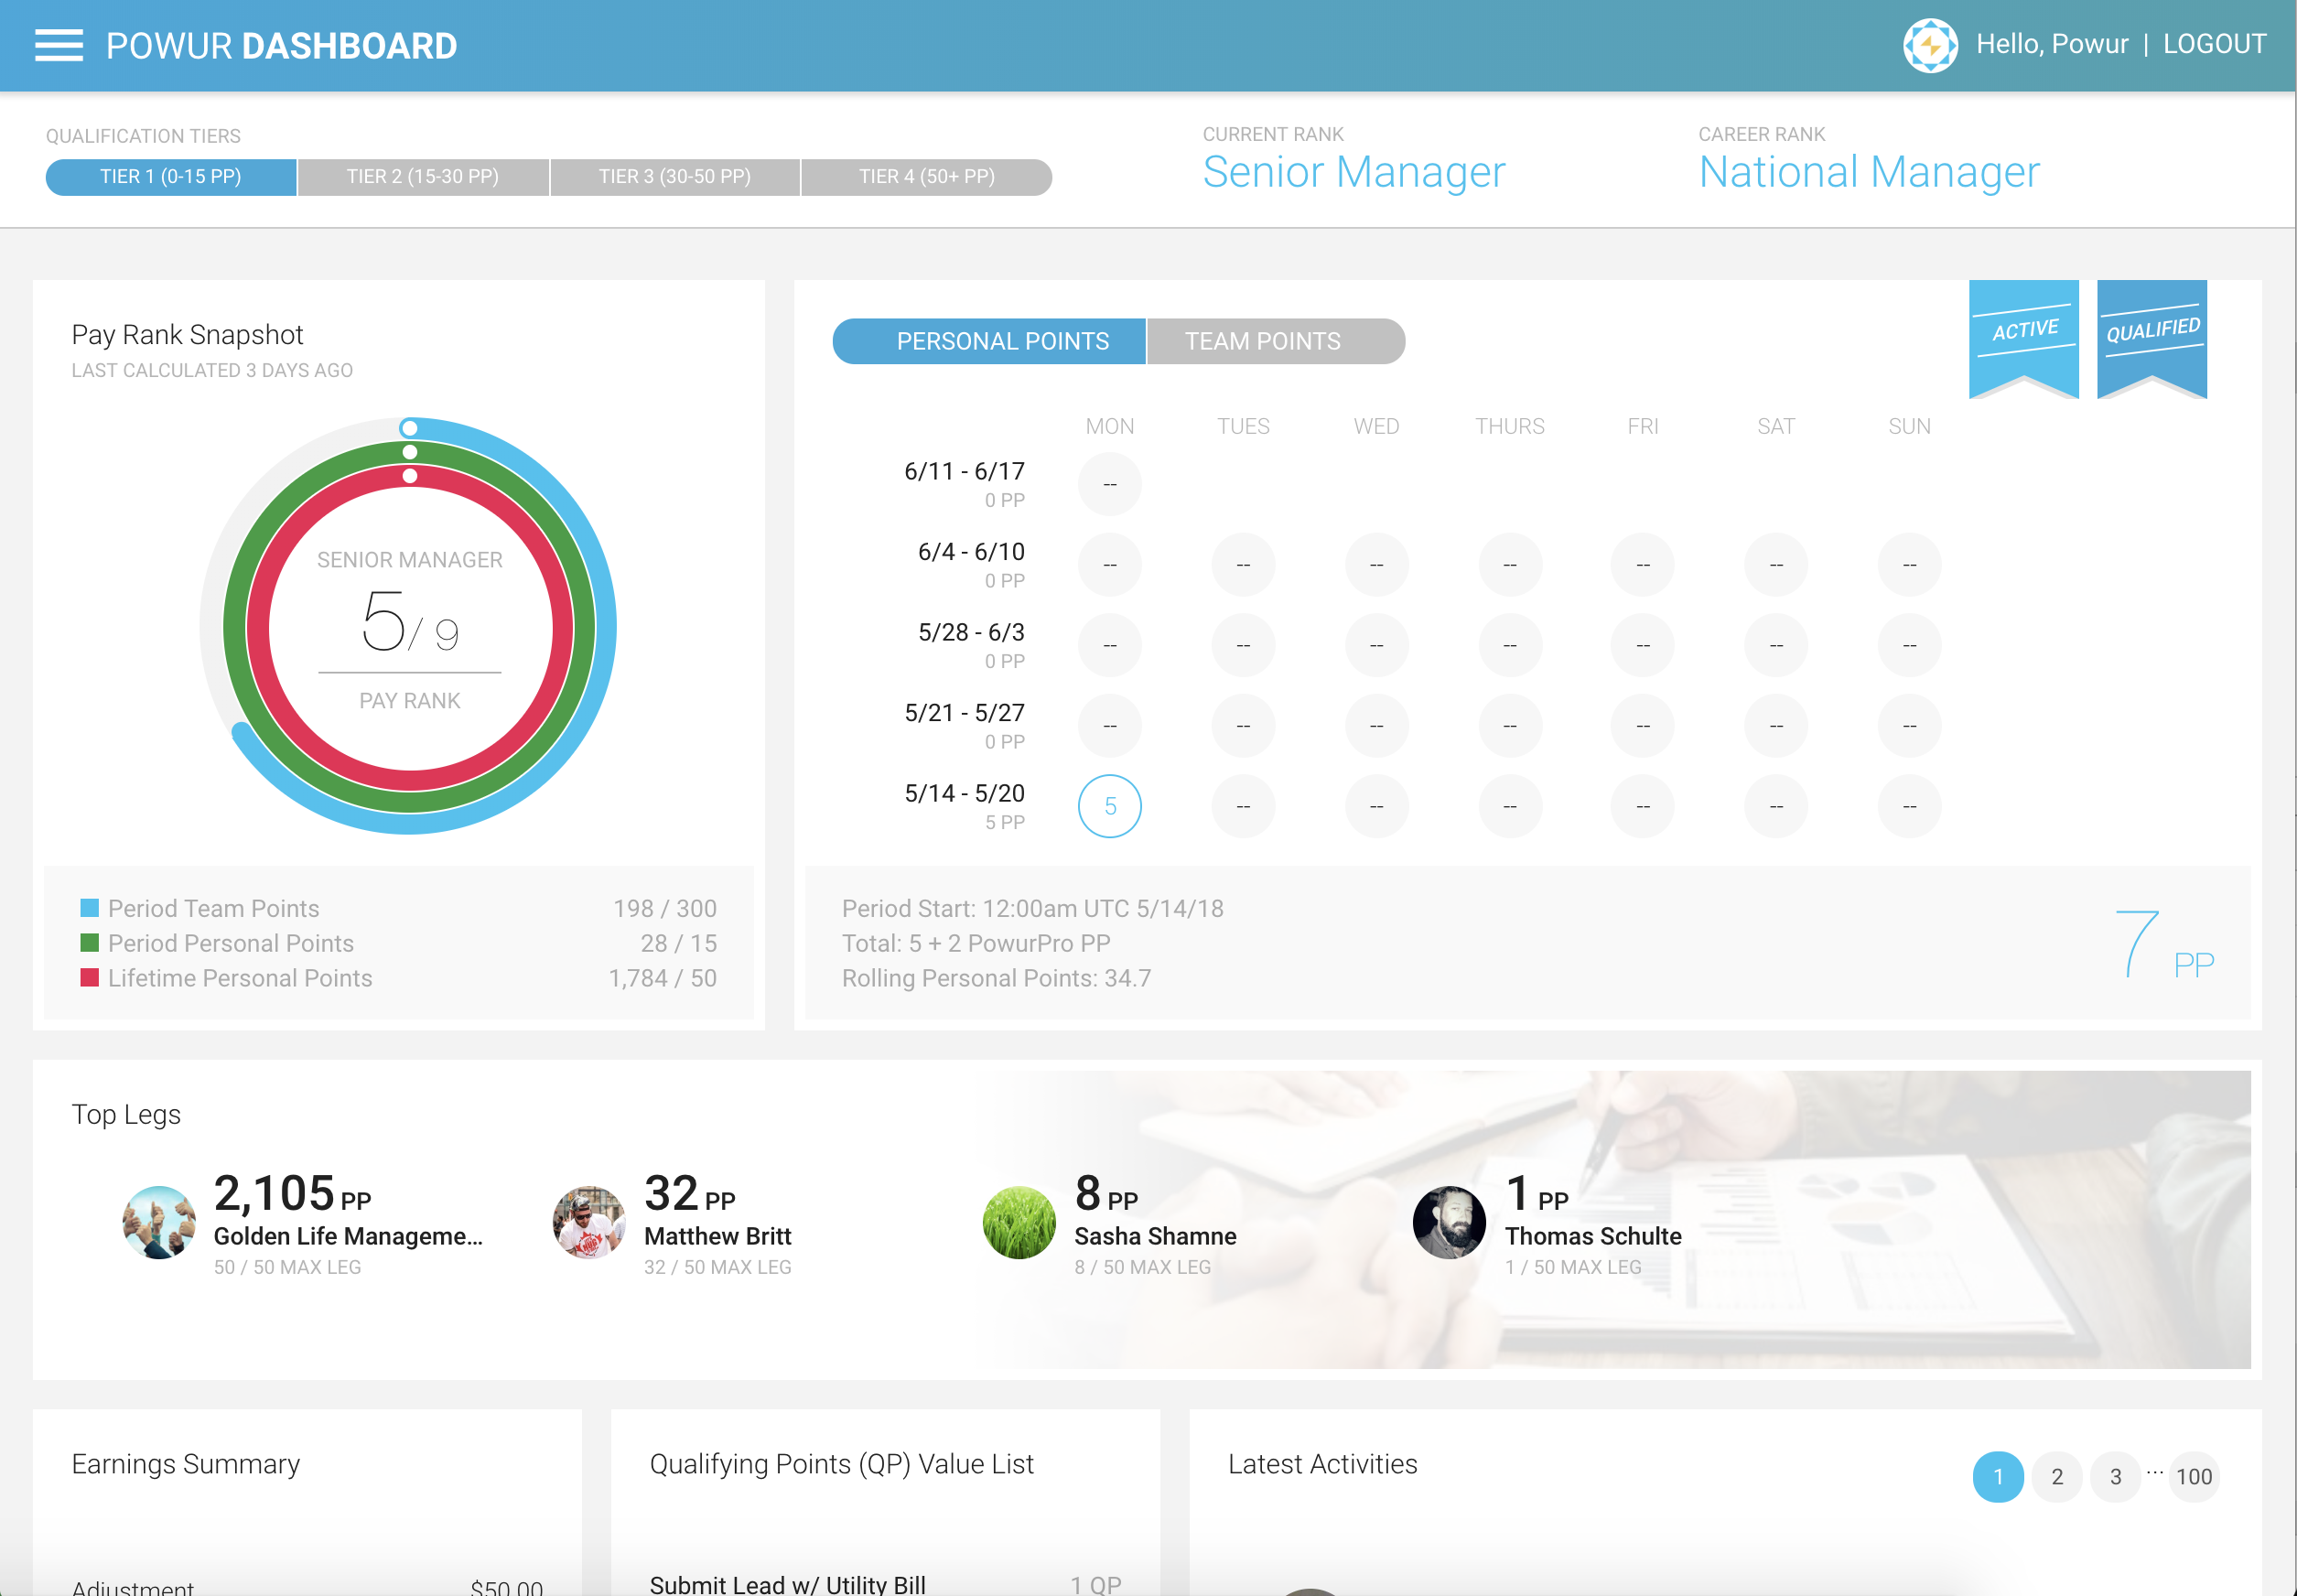 POWUR DASHBOARD
Hello, Powur | LOGOUT
QUALIFICATION TIERS
TIER 1 (0-15 PP)
TIER 2 (15-30 PP)
TIER 3 (30-50 PP)
TIER 4 (50+ PP)
CURRENT RANK
Senior Manager
CAREER RANK
National Manager
Pay Rank Snapshot
LAST CALCULATED 3 DAYS AGO
SENIOR MANAGER
5/ 9
PAY RANK
Period Team Points 198 / 300
Period Personal Points 28 / 15
Lifetime Personal Points 1,784 / 50
PERSONAL POINTS
TEAM POINTS
ACTIVE
QUALIFIED
MON TUES WED THURS FRI SAT SUN
6/11 - 6/17 --
0 PP
6/4 - 6/10 -- -- -- -- -- -- --
0 PP
5/28 - 6/3 -- -- -- -- -- -- --
0 PP
5/21 - 5/27 -- -- -- -- -- -- --
0 PP
5/14 - 5/20 5 -- -- -- -- -- --
5 PP
Period Start: 12:00am UTC 5/14/18
Total: 5 + 2 PowurPro PP
Rolling Personal Points: 34.7
7 PP
Top Legs
2,105 PP
Golden Life Manageme...
50 / 50 MAX LEG
32 PP
Matthew Britt
32 / 50 MAX LEG
8 PP
Sasha Shamne
8 / 50 MAX LEG
1 PP
Thomas Schulte
1 / 50 MAX LEG
Earnings Summary
Adjustment $50.00
Qualifying Points (QP) Value List
Submit Lead w/ Utility Bill 1 QP
Latest Activities
1 2 3 ... 100